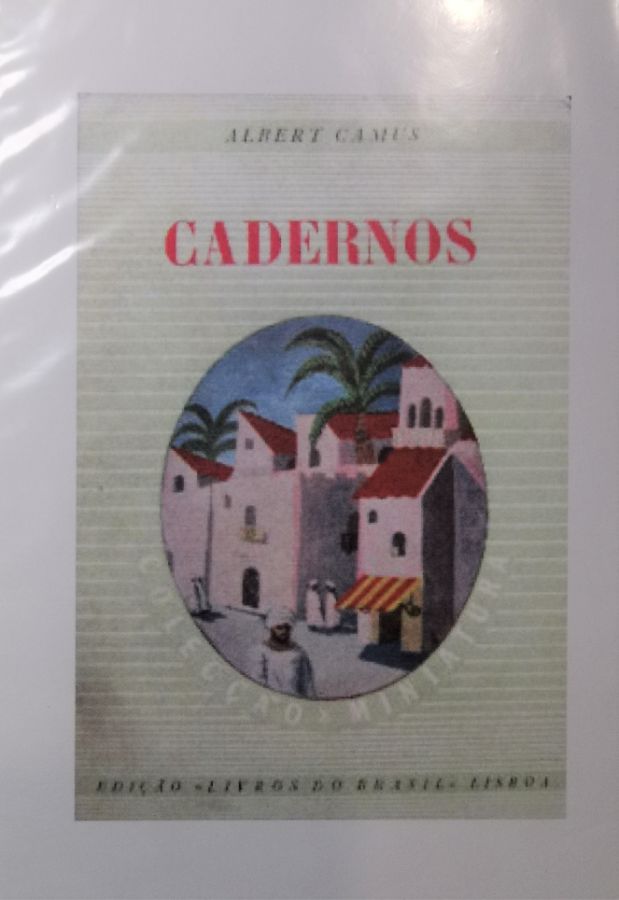 ALBERT CAMUS
CADERNOS
COLECÇÃO MINIATURA
EDIÇÃO «LIVROS DO BRASIL» LISBOA